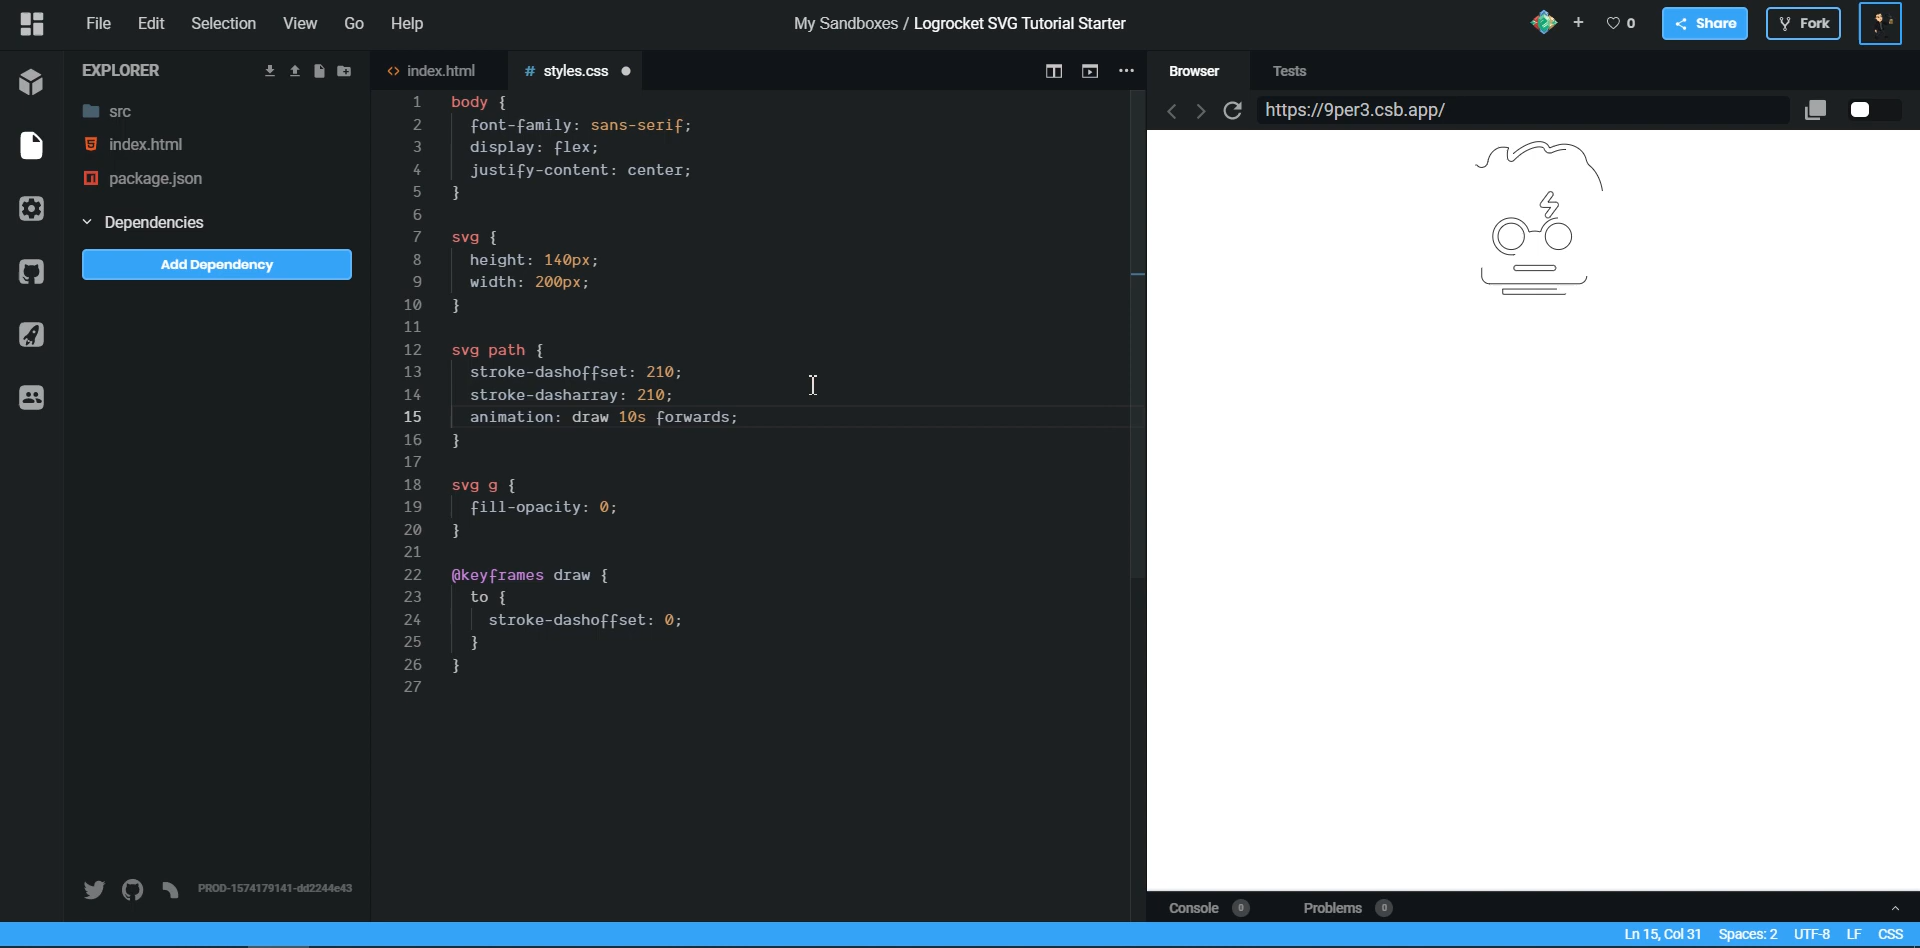 File Edit Selection View Go Help
My Sandboxes / Logrocket SVG Tutorial Starter
+ 0 Share Fork
EXPLORER
src
index.html
package.json
Dependencies
Add Dependency
PROD-1574179141-dd2244e43
<> index.html # styles.css
1 body {
2 font-family: sans-serif;
3 display: flex;
4 justify-content: center;
5 }
6
7 svg {
8 height: 140px;
9 width: 200px;
10 }
11
12 svg path {
13 stroke-dashoffset: 210;
14 stroke-dasharray: 210;
15 animation: draw 10s forwards;
16 }
17
18 svg g {
19 fill-opacity: 0;
20 }
21
22 @keyframes draw {
23 to {
24 stroke-dashoffset: 0;
25 }
26 }
27
Browser Tests
https://9per3.csb.app/
Console 0 Problems 0
Ln 15, Col 31 Spaces: 2 UTF-8 LF CSS